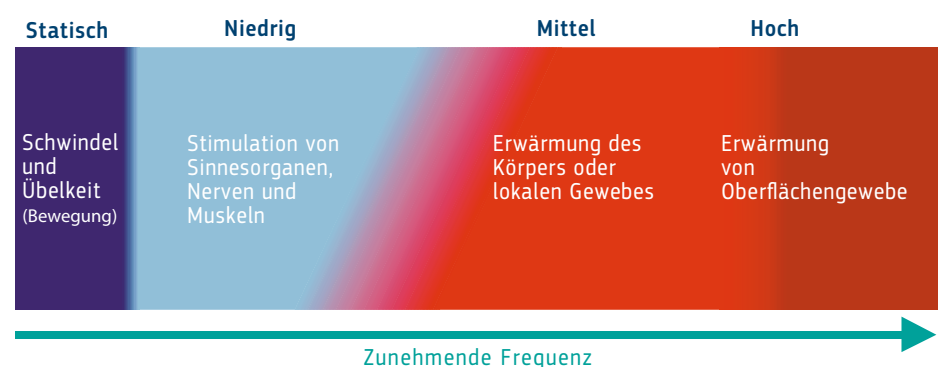 Statisch
Niedrig
Mittel
Hoch
Schwindel
und
Übelkeit
(Bewegung)
Stimulation von
Sinnesorganen,
Nerven und
Muskeln
Erwärmung des
Körpers oder
lokalen Gewebes
Erwärmung
von
Oberflächengewebe
Zunehmende Frequenz